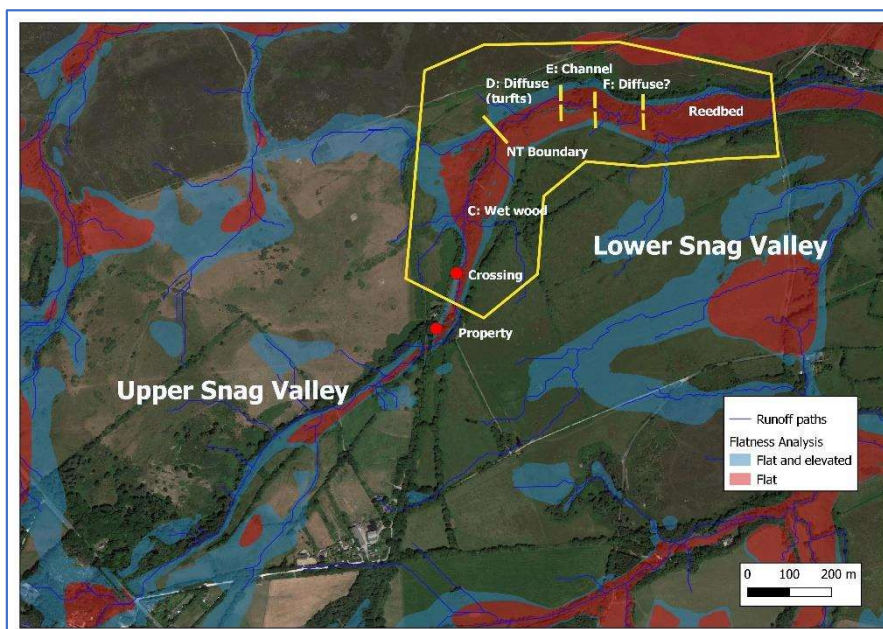 E: Channel
D: Diffuse
(turfts)
F: Diffuse?
Reedbed
NT Boundary
C: Wet wood
Lower Snag Valley
Crossing
Property
Upper Snag Valley
Runoff paths
Flatness Analysis
Flat and elevated
Flat
0 100 200 m